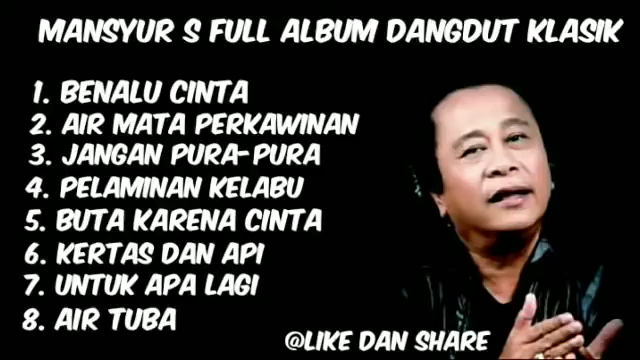 MANSYUR S FULL ALBUM DANGDUT KLASIK
1. BENALU CINTA
2. AIR MATA PERKAWINAN
3. JANGAN PURA-PURA
4. PELAMINAN KELABU
5. BUTA KARENA CINTA
6. KERTAS DAN API
7. UNTUK APA LAGI
8. AIR TUBA
@LIKE DAN SHARE